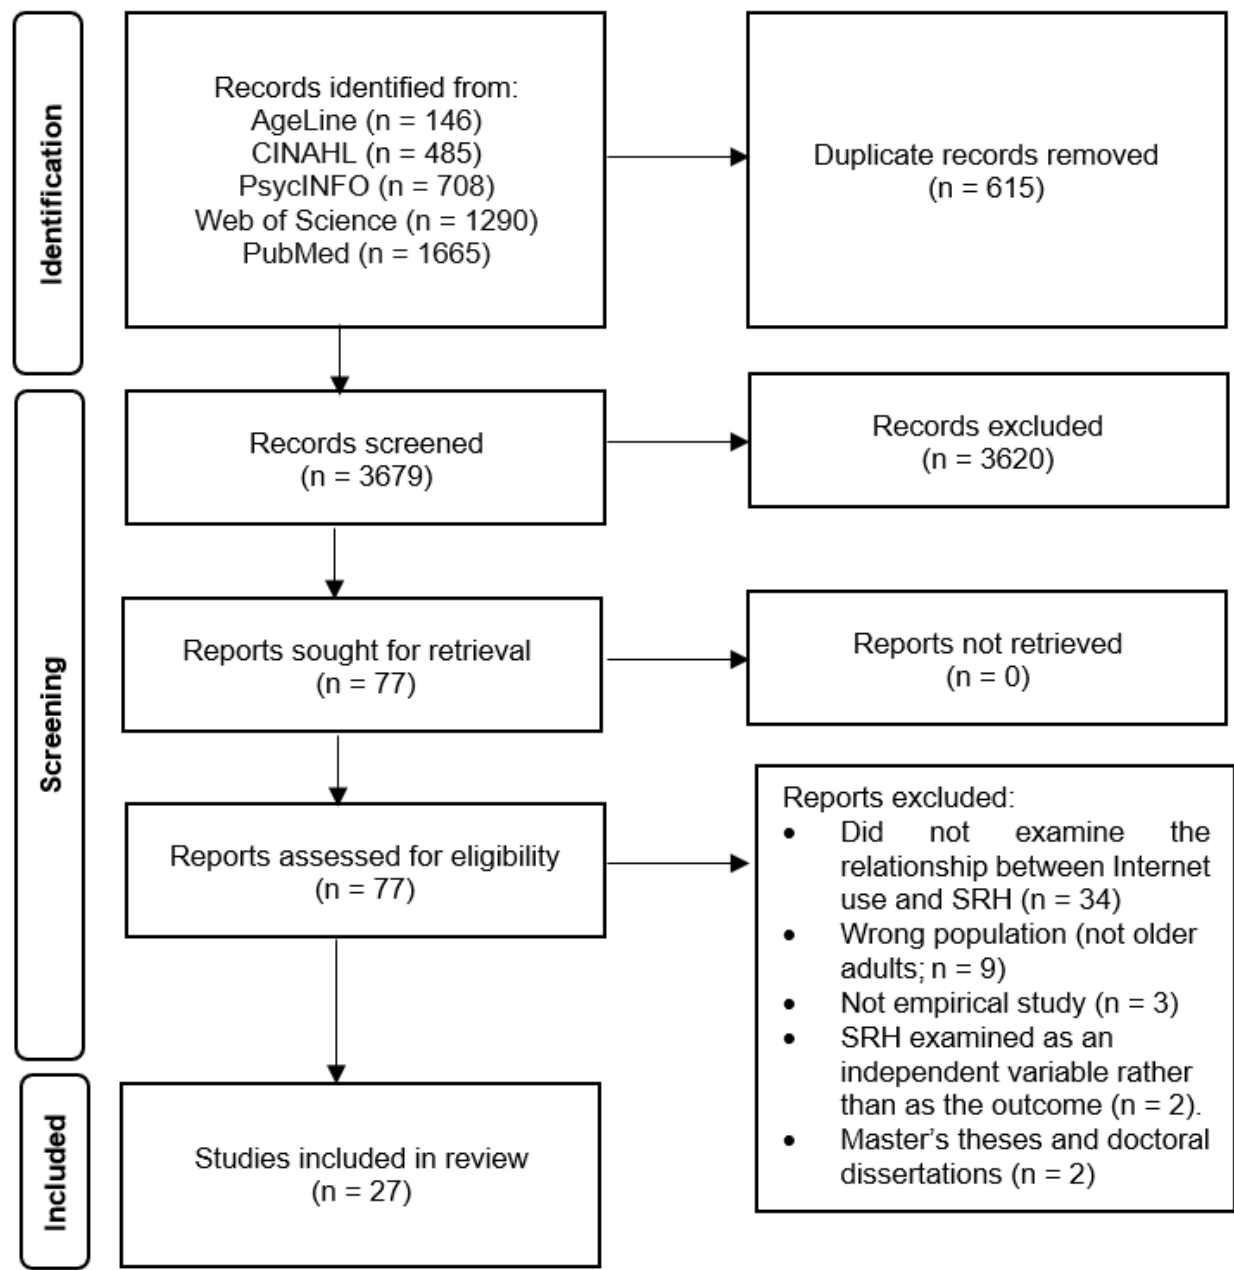 Identification
Records identified from:
AgeLine (n = 146)
CINAHL (n = 485)
PsycINFO (n = 708)
Web of Science (n = 1290)
PubMed (n = 1665)
Duplicate records removed
(n = 615)
Screening
Records screened
(n = 3679)
Records excluded
(n = 3620)
Reports sought for retrieval
(n = 77)
Reports not retrieved
(n = 0)
Reports assessed for eligibility
(n = 77)
Reports excluded:
• Did not examine the
relationship between Internet
use and SRH (n = 34)
• Wrong population (not older
adults; n = 9)
• Not empirical study (n = 3)
• SRH examined as an
independent variable rather
than as the outcome (n = 2).
• Master’s theses and doctoral
dissertations (n = 2)
Included
Studies included in review
(n = 27)